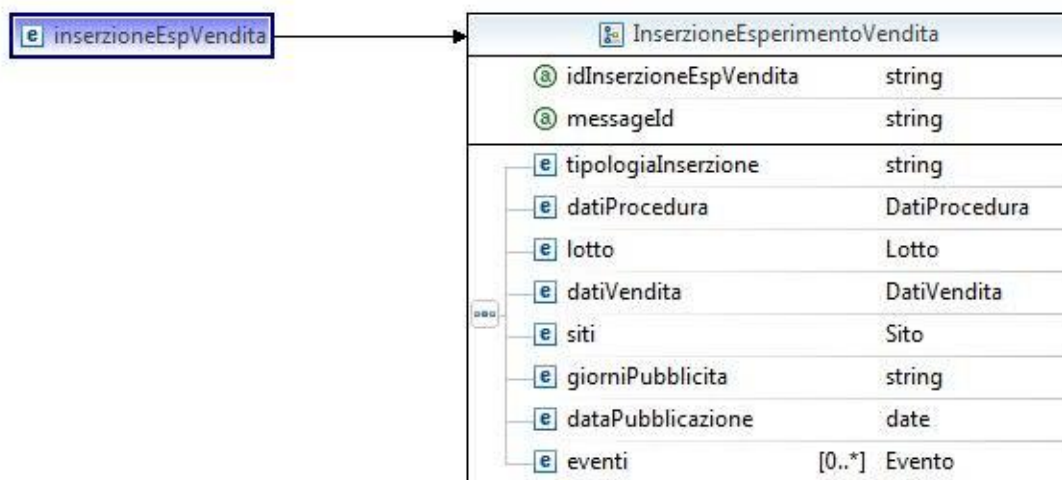 e inserzioneEspVendita
InserzioneEsperimentoVendita
a idInserzioneEspVendita string
a messageId string
e tipologiaInserzione string
e datiProcedura DatiProcedura
e lotto Lotto
e datiVendita DatiVendita
e siti Sito
e giorniPubblicita string
e dataPubblicazione date
e eventi [0..*] Evento